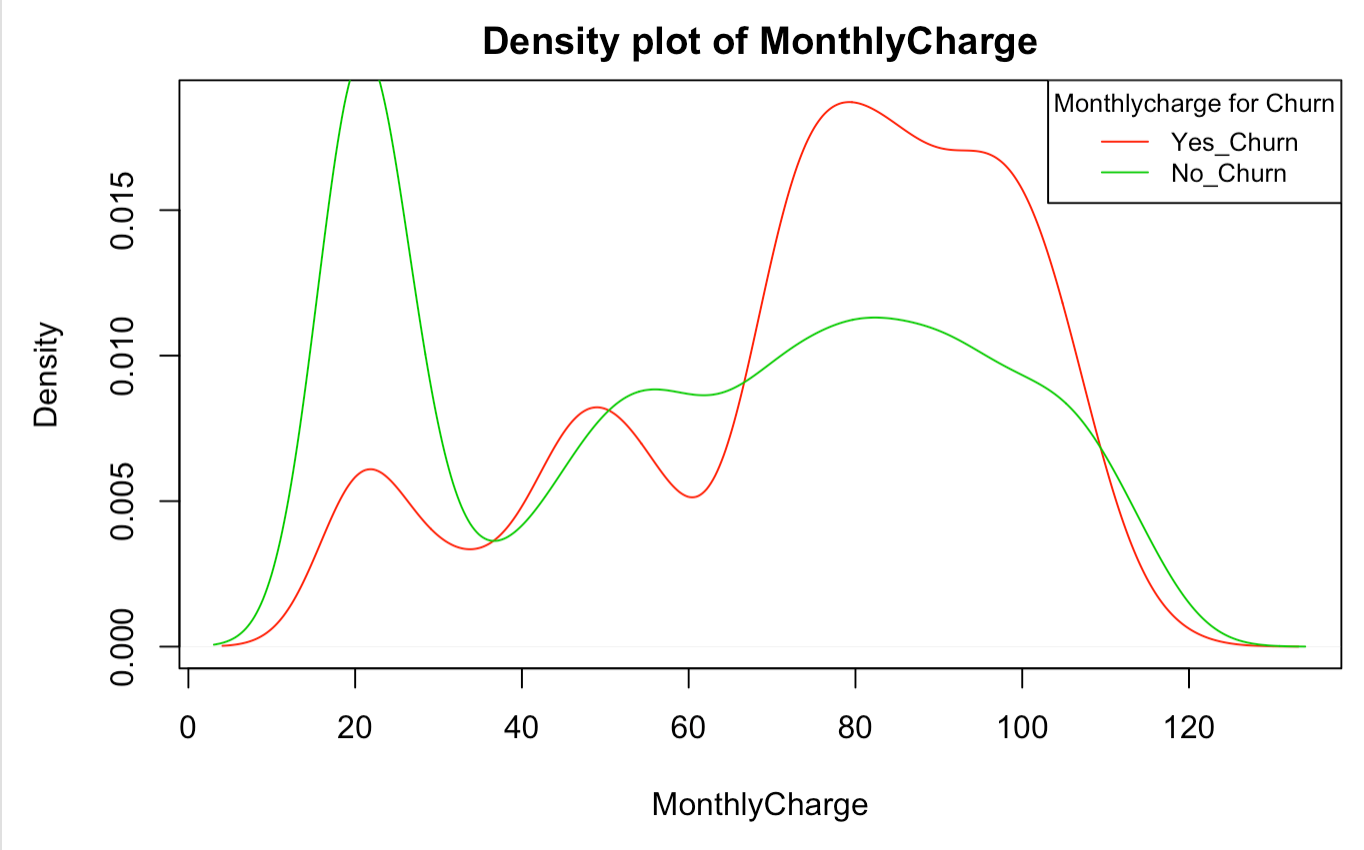 Density plot of MonthlyCharge
Monthlycharge for Churn
Yes_Churn
No_Churn
Density
0.015
0.010
0.005
0.000
0 20 40 60 80 100 120
MonthlyCharge